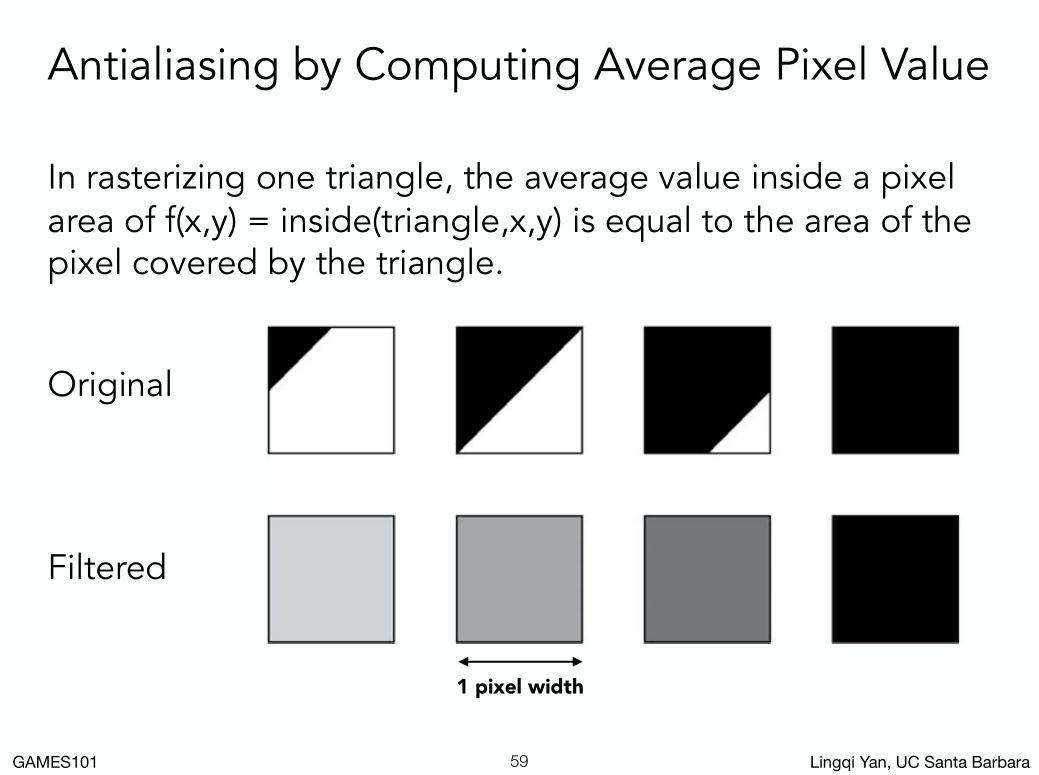 Antialiasing by Computing Average Pixel Value
In rasterizing one triangle, the average value inside a pixel
area of f(x,y) = inside(triangle,x,y) is equal to the area of the
pixel covered by the triangle.
Original
Filtered
1 pixel width
GAMES101
59
Lingqi Yan, UC Santa Barbara